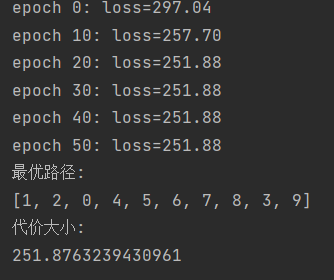 epoch 0: loss=297.04
epoch 10: loss=257.70
epoch 20: loss=251.88
epoch 30: loss=251.88
epoch 40: loss=251.88
epoch 50: loss=251.88
最优路径:
[1, 2, 0, 4, 5, 6, 7, 8, 3, 9]
代价大小:
251.8763239430961